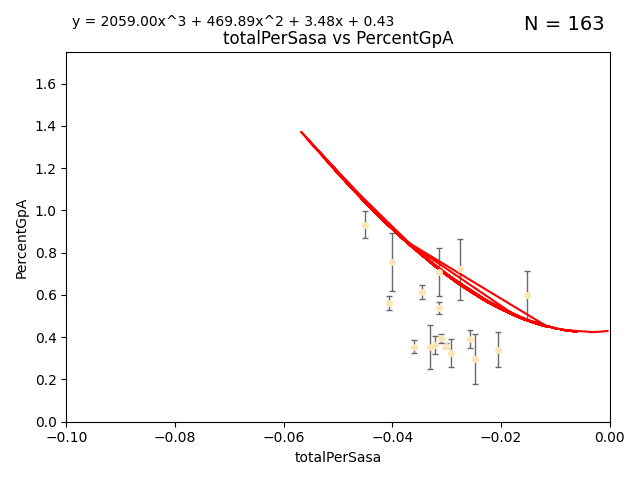 y = 2059.00x^3 + 469.89x^2 + 3.48x + 0.43
N = 163
totalPerSasa vs PercentGpA
1.6
1.4
1.2
1.0
0.8
0.6
0.4
0.2
0.0
PercentGpA
−0.10 −0.08 −0.06 −0.04 −0.02 0.00
totalPerSasa